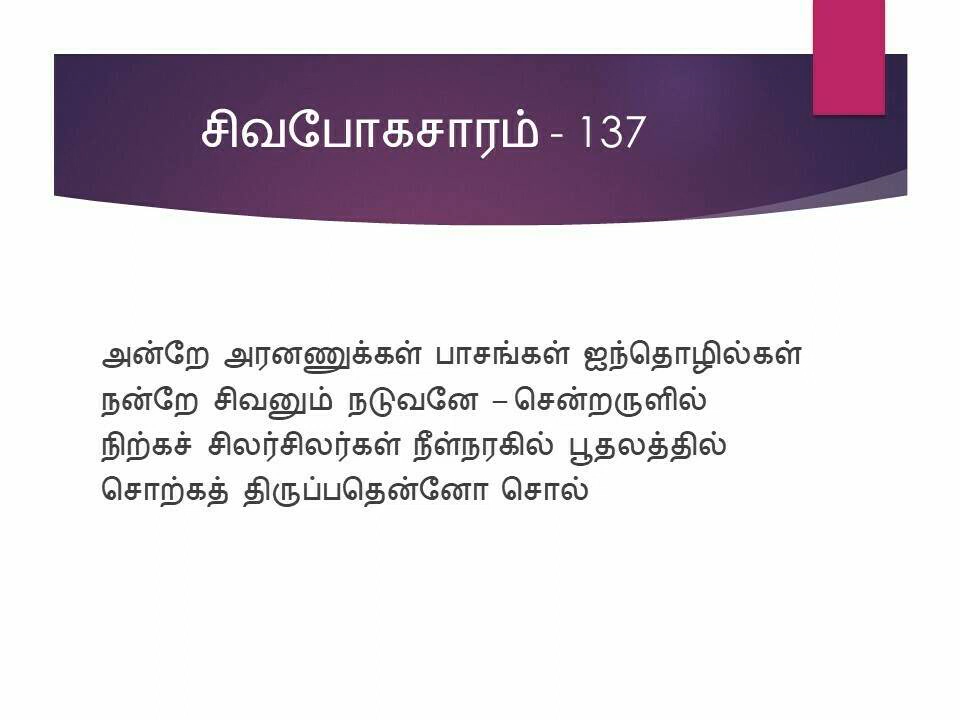 சிவபோகசாரம் - 137
அன்றே அரனணுக்கள் பாசங்கள் ஐந்தொழில்கள்
நன்றே சிவனும் நடுவனே – சென்றருளில்
நிற்கச் சிலர்சிலர்கள் நீள்நரகில் பூதலத்தில்
சொற்கத் திருப்பதென்னோ சொல்